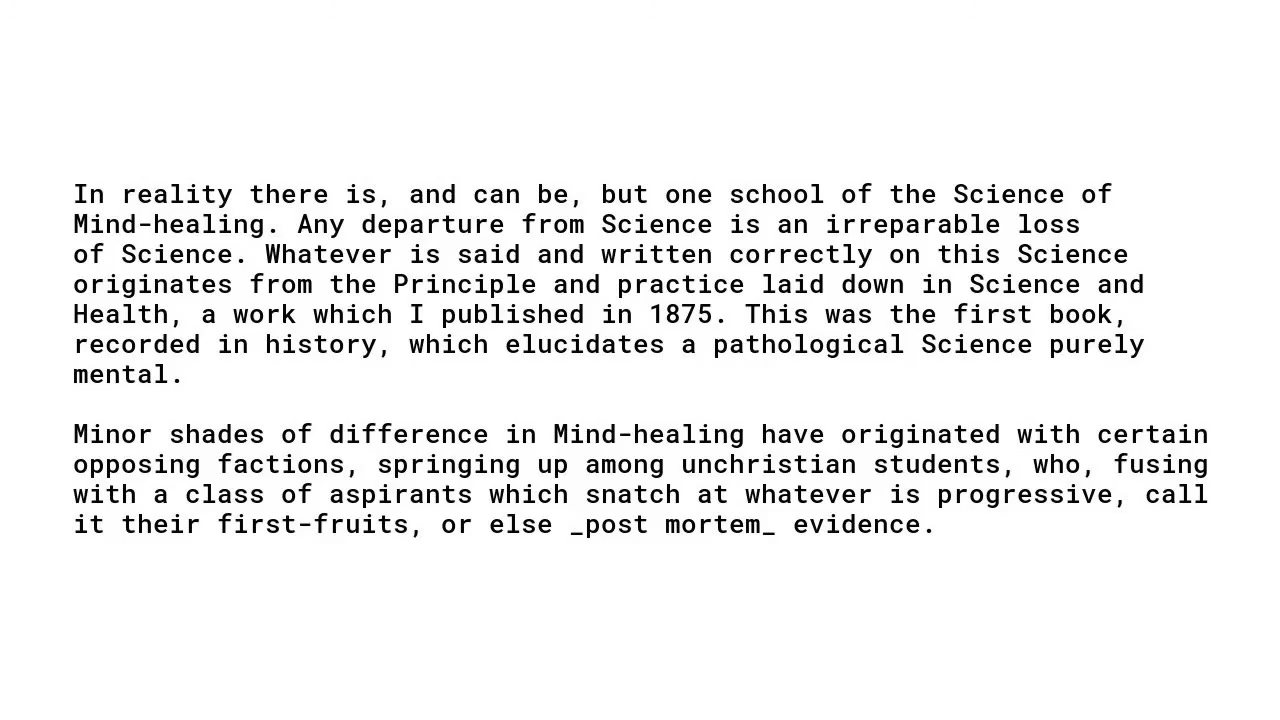 In reality there is, and can be, but one school of the Science of
Mind-healing. Any departure from Science is an irreparable loss
of Science. Whatever is said and written correctly on this Science
originates from the Principle and practice laid down in Science and
Health, a work which I published in 1875. This was the first book,
recorded in history, which elucidates a pathological Science purely
mental.

Minor shades of difference in Mind-healing have originated with certain
opposing factions, springing up among unchristian students, who, fusing
with a class of aspirants which snatch at whatever is progressive, call
it their first-fruits, or else _post mortem_ evidence.